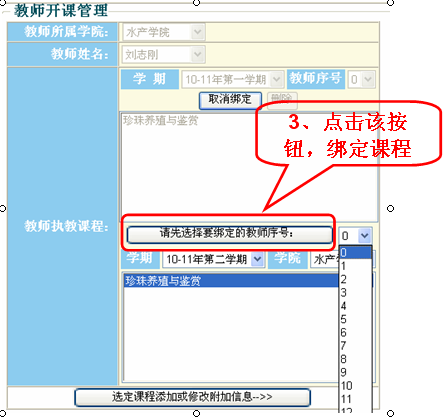 教师开课管理
教师所属学院: 水产学院
教师姓名: 刘志刚
学 期 10-11年第一学期 教师序号 0
取消绑定 删除
珍珠养殖与鉴赏
3、点击该按
钮，绑定课程
教师执教课程:
请先选择要绑定的教师序号: 0
学期 10-11年第二学期 学院 水产
珍珠养殖与鉴赏
0
1
2
3
4
5
6
7
8
9
10
11
12
选定课程添加或修改附加信息-->>